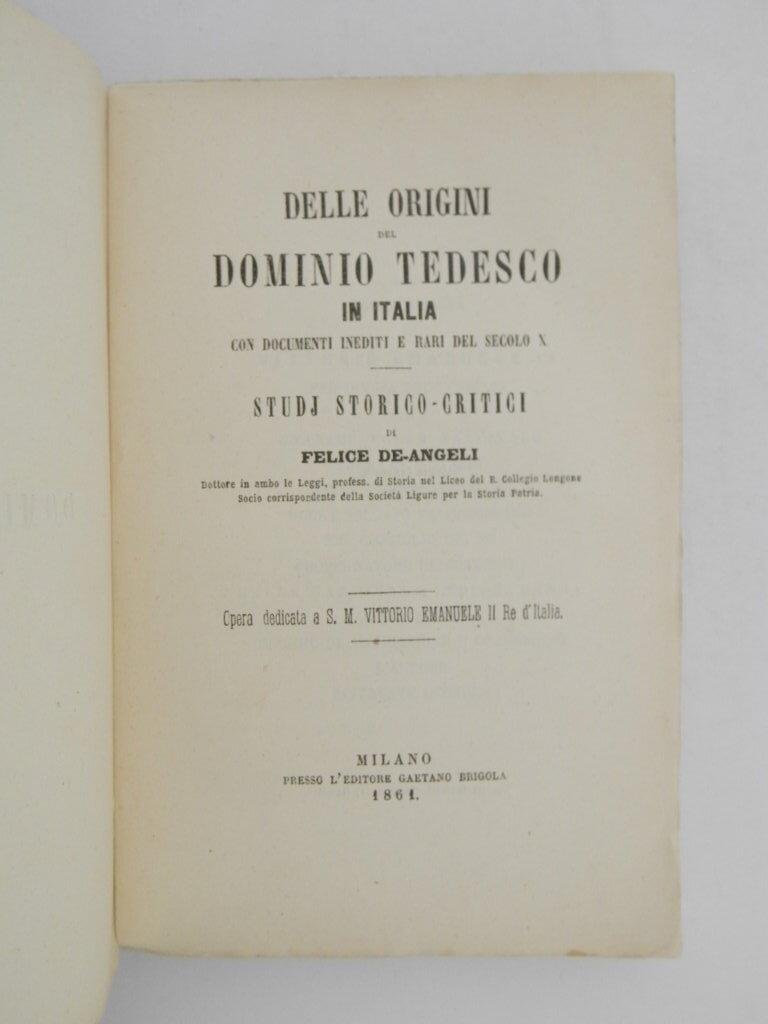 DELLE ORIGINI
DEL
DOMINIO TEDESCO
IN ITALIA
CON DOCUMENTI INEDITI E RARI DEL SECOLO X
STUDJ STORICO-CRITICI
DI
FELICE DE-ANGELI
Dottore in ambo le Leggi, profess. di Storia nel Liceo del R. Collegio Longone
Socio corrispondente della Società Ligure per la Storia Patria.
Opera dedicata a S. M. VITTORIO EMANUELE II Re d'Italia.
MILANO
PRESSO L'EDITORE GAETANO BRIGOLA
1861.